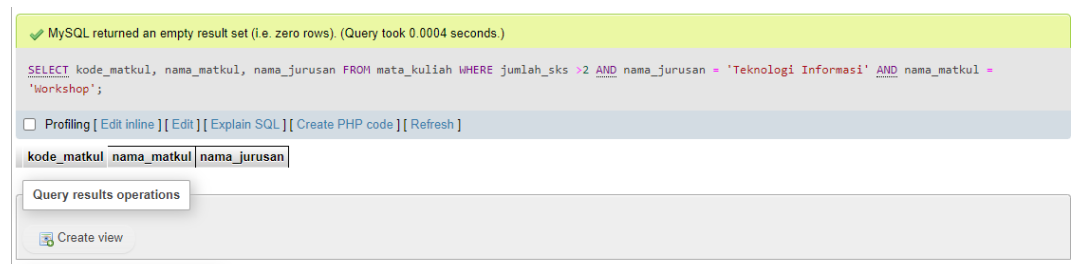 MySQL returned an empty result set (i.e. zero rows). (Query took 0.0004 seconds.)
SELECT kode_matkul, nama_matkul, nama_jurusan FROM mata_kuliah WHERE jumlah_sks >2 AND nama_jurusan = 'Teknologi Informasi' AND nama_matkul =
'Workshop';
Profiling [ Edit inline ] [ Edit ] [ Explain SQL ] [ Create PHP code ] [ Refresh ]
kode_matkul nama_matkul nama_jurusan
Query results operations
Create view